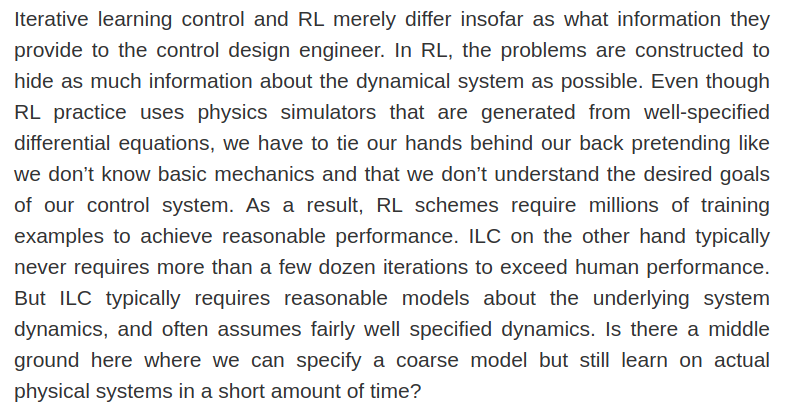 Iterative learning control and RL merely differ insofar as what information they
provide to the control design engineer. In RL, the problems are constructed to
hide as much information about the dynamical system as possible. Even though
RL practice uses physics simulators that are generated from well-specified
differential equations, we have to tie our hands behind our back pretending like
we don’t know basic mechanics and that we don’t understand the desired goals
of our control system. As a result, RL schemes require millions of training
examples to achieve reasonable performance. ILC on the other hand typically
never requires more than a few dozen iterations to exceed human performance.
But ILC typically requires reasonable models about the underlying system
dynamics, and often assumes fairly well specified dynamics. Is there a middle
ground here where we can specify a coarse model but still learn on actual
physical systems in a short amount of time?